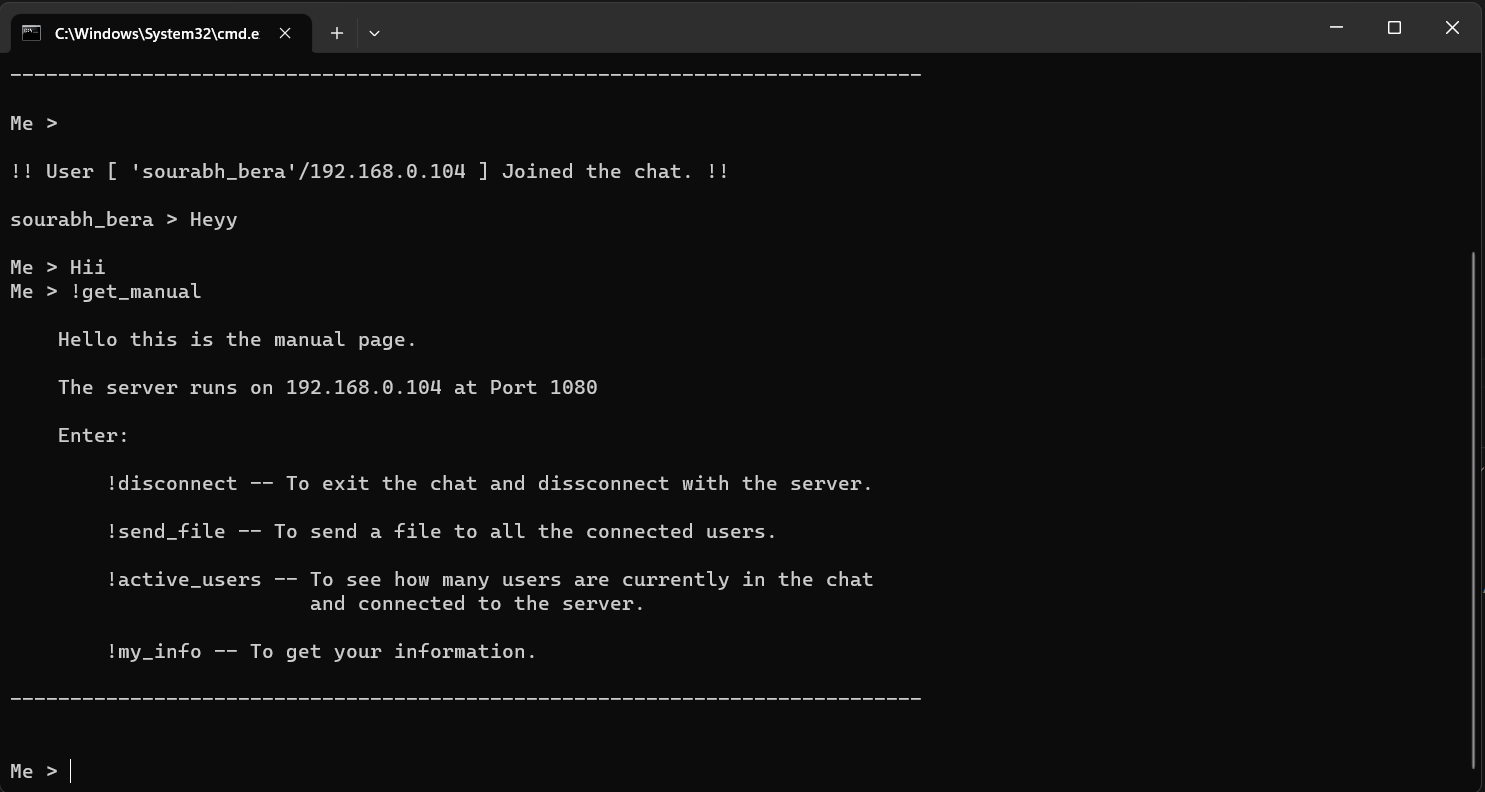 C:\Windows\System32\cmd.e
----------------------------------------------------------------------------
Me >
!! User [ 'sourabh_bera'/192.168.0.104 ] Joined the chat. !!
sourabh_bera > Heyy
Me > Hii
Me > !get_manual
Hello this is the manual page.
The server runs on 192.168.0.104 at Port 1080
Enter:
!disconnect -- To exit the chat and dissconnect with the server.
!send_file -- To send a file to all the connected users.
!active_users -- To see how many users are currently in the chat
and connected to the server.
!my_info -- To get your information.
----------------------------------------------------------------------------
Me >